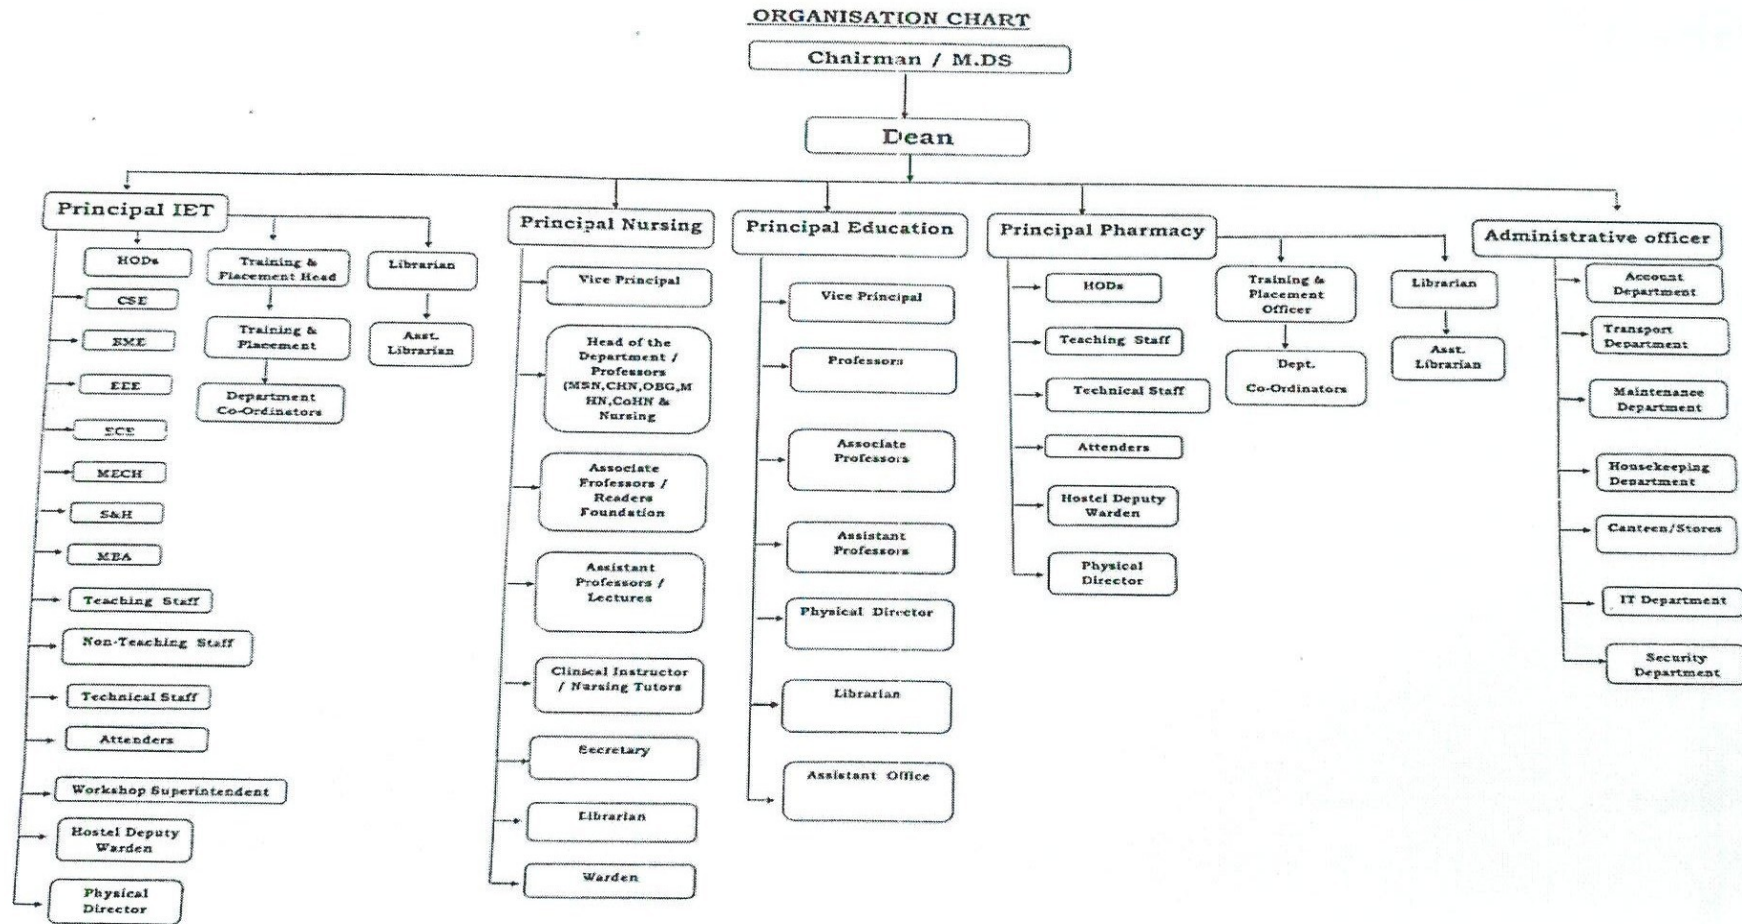 ORGANISATION CHART
Chairman / M.DS
Dean
Principal IET
HODs
CSE
EEE
ECE
MECH
S&H
MBA
Teaching Staff
Non-Teaching Staff
Technical Staff
Attenders
Workshop Superintendent
Hostel Deputy
Warden
Physical
Director
Training &
Placement Head
Training &
Placement
Department
Co-Ordinators
Librarian
Asst.
Librarian
Principal Nursing
Vice Principal
Head of the
Department /
Professors
(MSN,CHN,OBG,M
HN,CoHN &
Nursing
Associate
Professors /
Readers
Foundation
Assistant
Professors /
Lectures
Clinical Instructor
/ Nursing Tutors
Secretary
Librarian
Warden
Principal Education
Vice Principal
Professors
Associate
Professors
Assistant
Professors
Physical Director
Librarian
Assistant Office
Principal Pharmacy
HODs
Teaching Staff
Technical Staff
Attenders
Hostel Deputy
Warden
Physical
Director
Training &
Placement
Officer
Dept.
Co-Ordinators
Librarian
Asst.
Librarian
Administrative officer
Account
Department
Transport
Department
Maintenance
Department
Housekeeping
Department
Canteen/Stores
IT Department
Security
Department